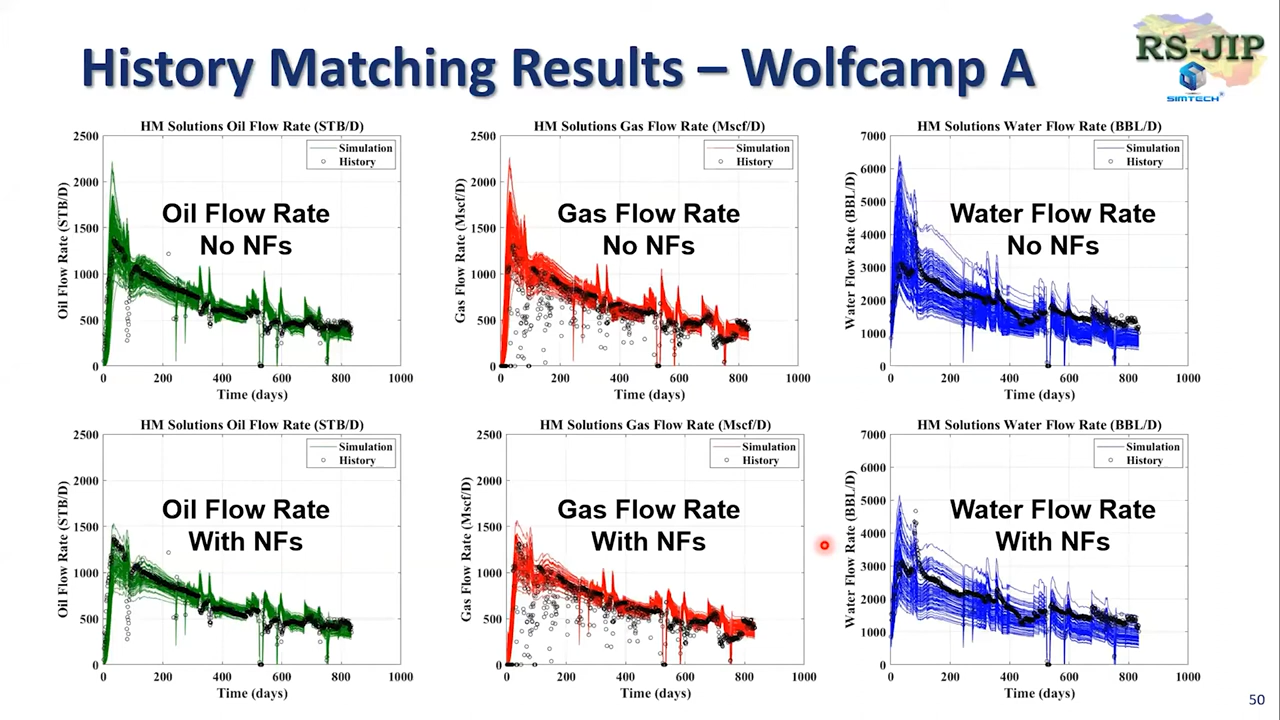 History Matching Results – Wolfcamp A
RS-JIP
SIMTECH
HM Solutions Oil Flow Rate (STB/D)
Oil Flow Rate (STB/D)
2500
2000
1500
1000
500
0
Simulation
History
Oil Flow Rate
No NFs
0 200 400 600 800 1000
Time (days)
HM Solutions Gas Flow Rate (Mscf/D)
Gas Flow Rate (Mscf/D)
2500
2000
1500
1000
500
0
Simulation
History
Gas Flow Rate
No NFs
0 200 400 600 800 1000
Time (days)
HM Solutions Water Flow Rate (BBL/D)
Water Flow Rate (BBL/D)
7000
6000
5000
4000
3000
2000
1000
0
Simulation
History
Water Flow Rate
No NFs
0 200 400 600 800 1000
Time (days)
HM Solutions Oil Flow Rate (STB/D)
Oil Flow Rate (STB/D)
2500
2000
1500
1000
500
0
Simulation
History
Oil Flow Rate
With NFs
0 200 400 600 800 1000
Time (days)
HM Solutions Gas Flow Rate (Mscf/D)
Gas Flow Rate (Mscf/D)
2500
2000
1500
1000
500
0
Simulation
History
Gas Flow Rate
With NFs
0 200 400 600 800 1000
Time (days)
HM Solutions Water Flow Rate (BBL/D)
Water Flow Rate (BBL/D)
7000
6000
5000
4000
3000
2000
1000
0
Simulation
History
Water Flow Rate
With NFs
0 200 400 600 800 1000
Time (days)
50